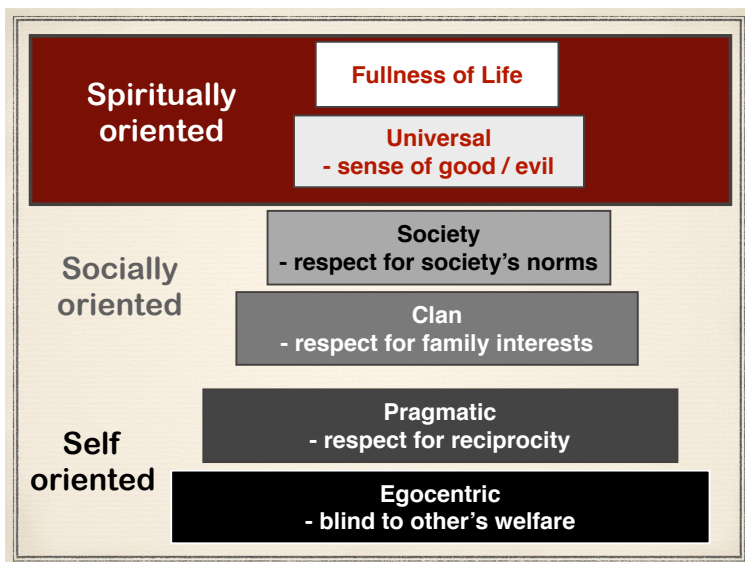 Spiritually
oriented
Fullness of Life
Universal
- sense of good / evil
Socially
oriented
Society
- respect for society’s norms
Clan
- respect for family interests
Self
oriented
Pragmatic
- respect for reciprocity
Egocentric
- blind to other’s welfare